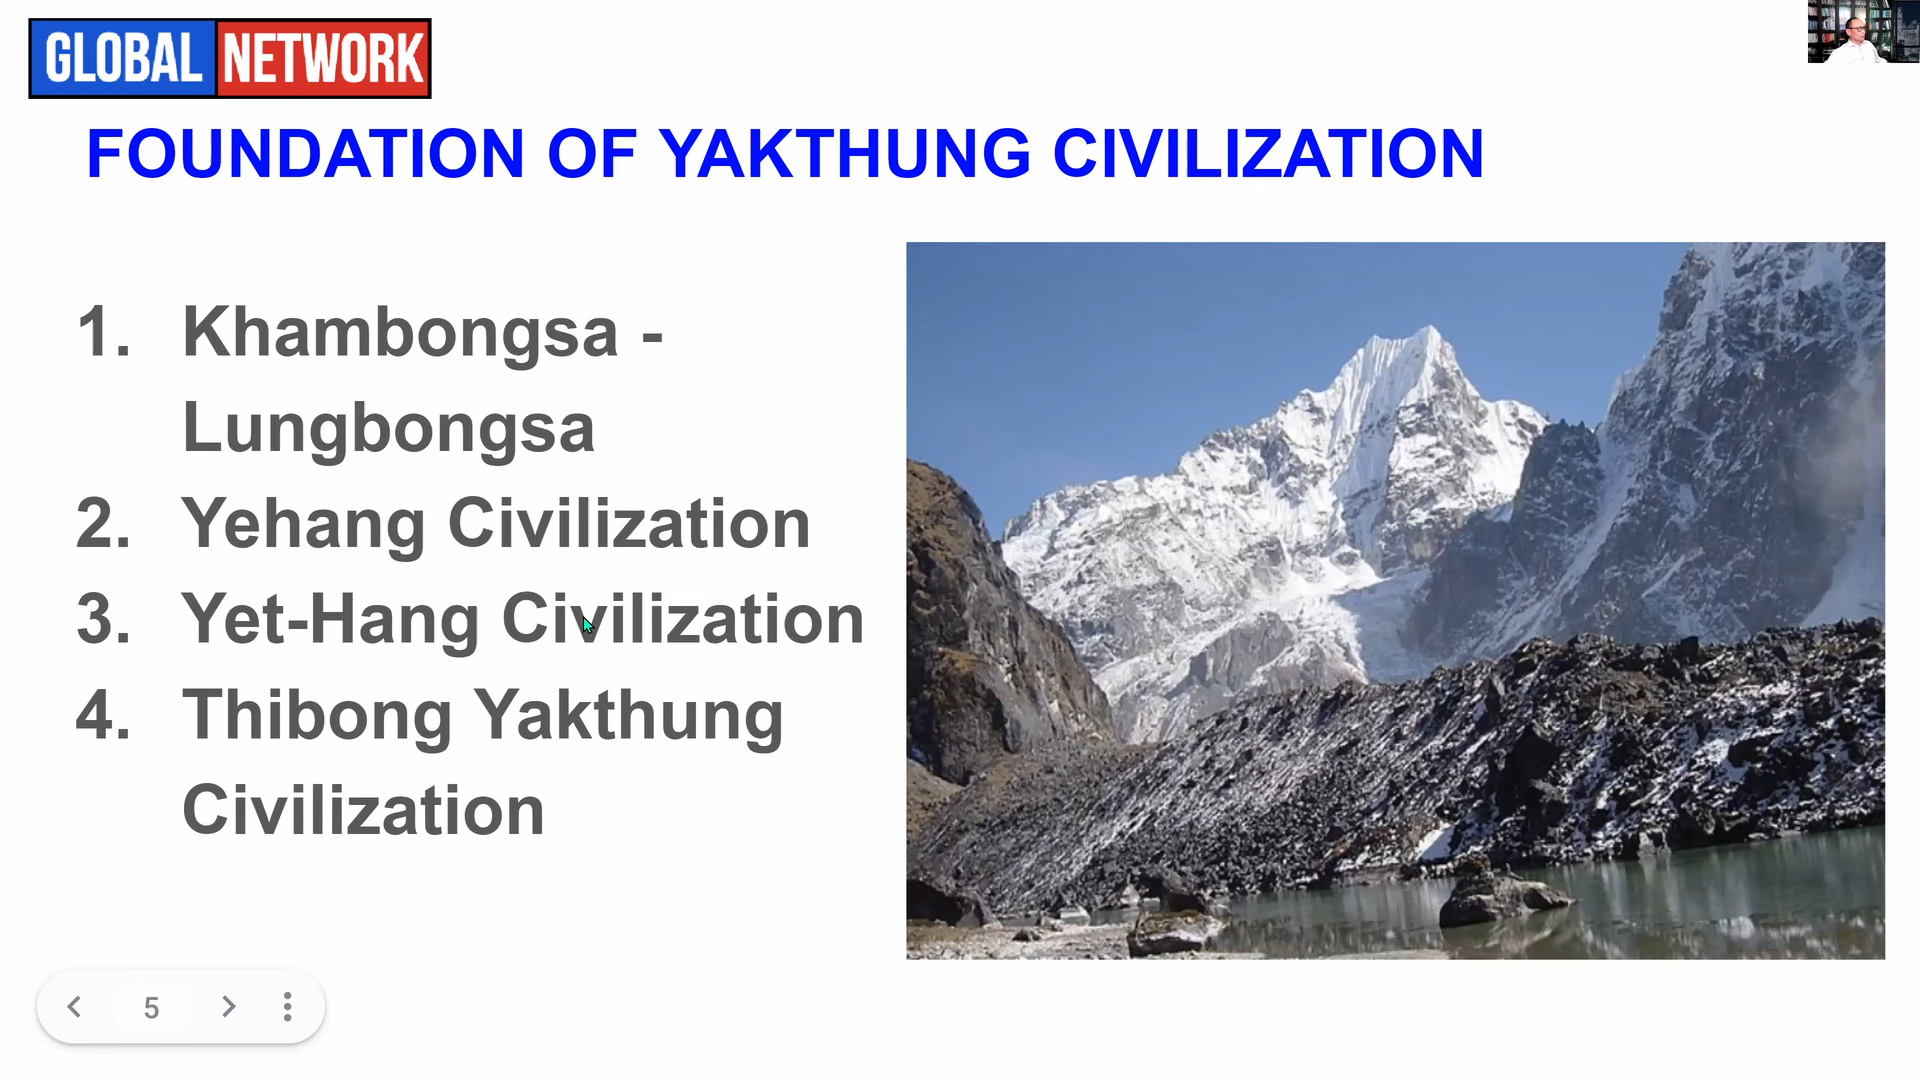 GLOBAL NETWORK
FOUNDATION OF YAKTHUNG CIVILIZATION
1. Khambongsa -
Lungbongsa
2. Yehang Civilization
3. Yet-Hang Civilization
4. Thibong Yakthung
Civilization
5